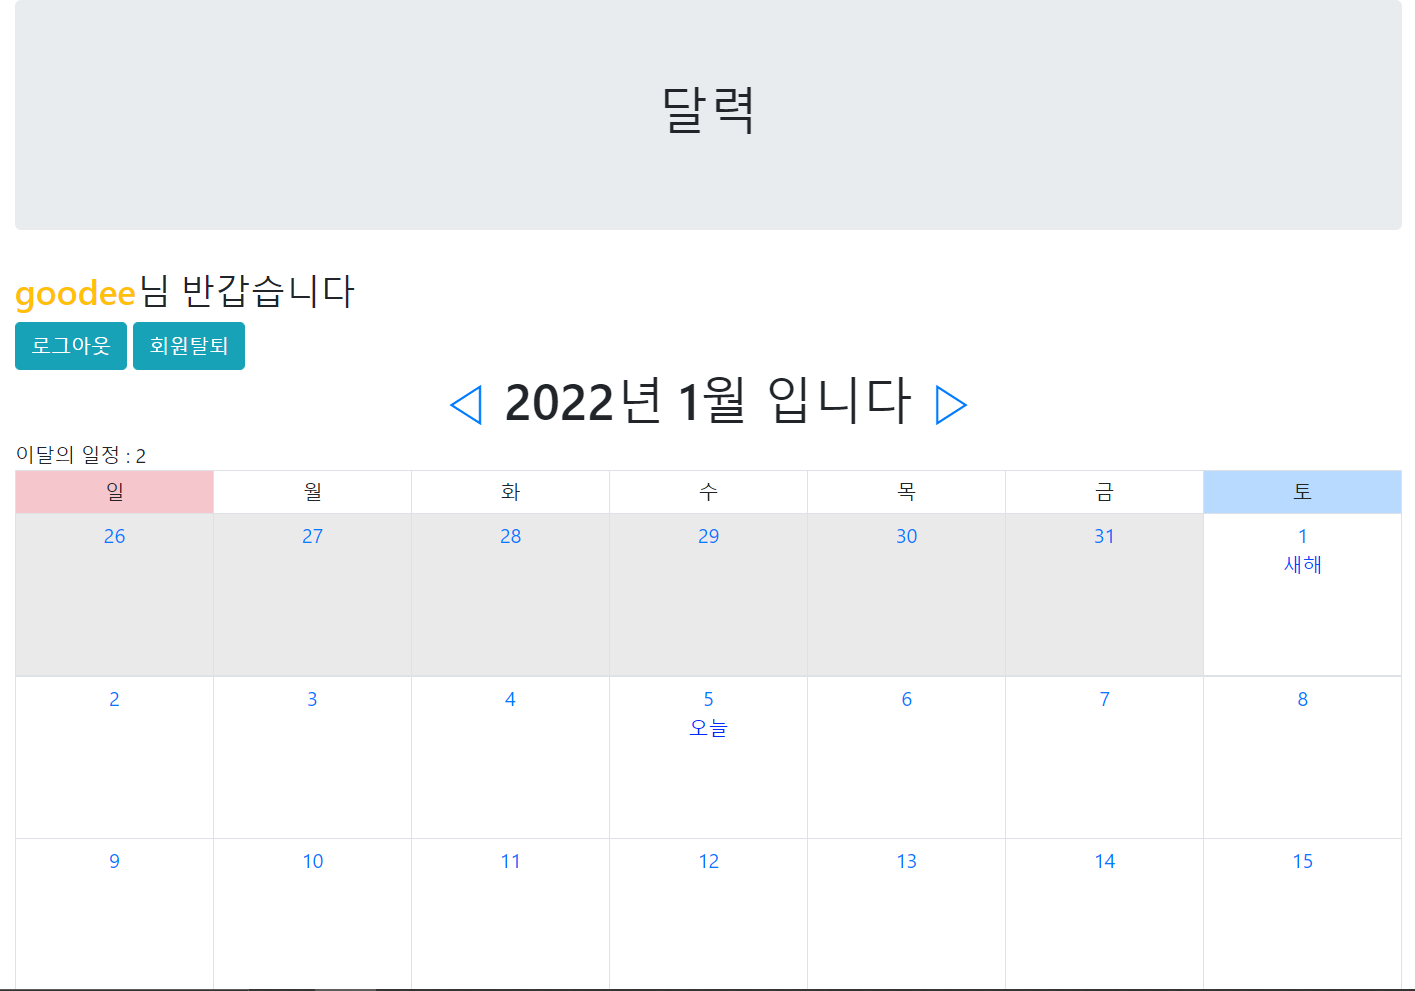 달력
goodee님 반갑습니다
로그아웃 회원탈퇴
◁ 2022년 1월 입니다 ▷
이달의 일정 : 2
일 월 화 수 목 금 토
26 27 28 29 30 31 1
새해
2 3 4 5 6 7 8
오늘
9 10 11 12 13 14 15